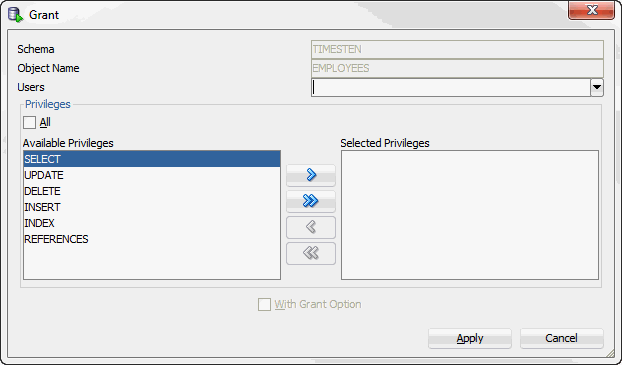 Grant
Schema TIMESTEN
Object Name EMPLOYEES
Users
Privileges
All
Available Privileges Selected Privileges
SELECT
UPDATE
DELETE
INSERT
INDEX
REFERENCES
With Grant Option
Apply Cancel